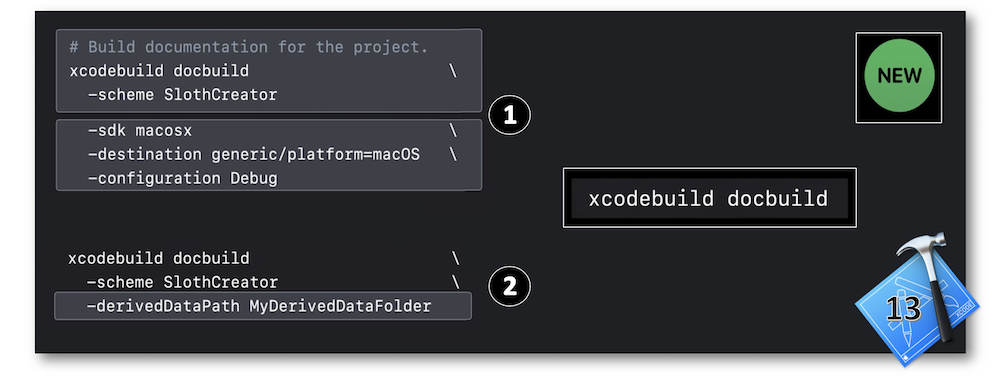 # Build documentation for the project.
xcodebuild docbuild \
-scheme SlothCreator
-sdk macosx \
-destination generic/platform=macOS \
-configuration Debug
1
xcodebuild docbuild \
-scheme SlothCreator \
-derivedDataPath MyDerivedDataFolder
2
NEW
xcodebuild docbuild
13
XCODE